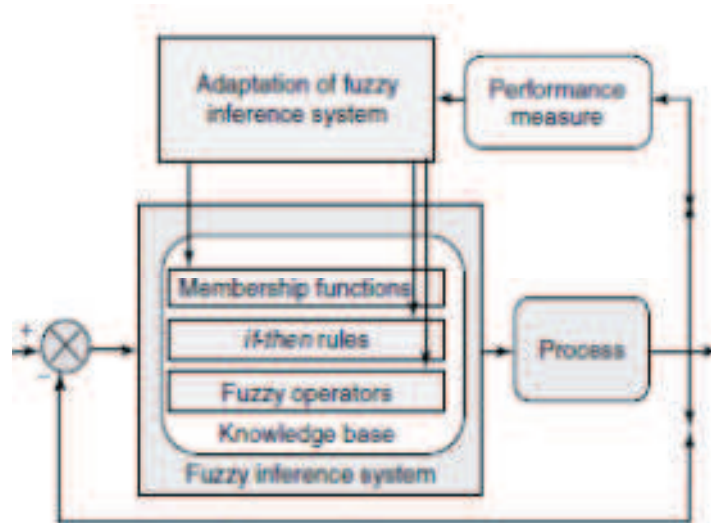 Adaptation of fuzzy
inference system
Performance
measure
Membership functions
if-then rules
Fuzzy operators
Knowledge base
Fuzzy inference system
Process
+
−